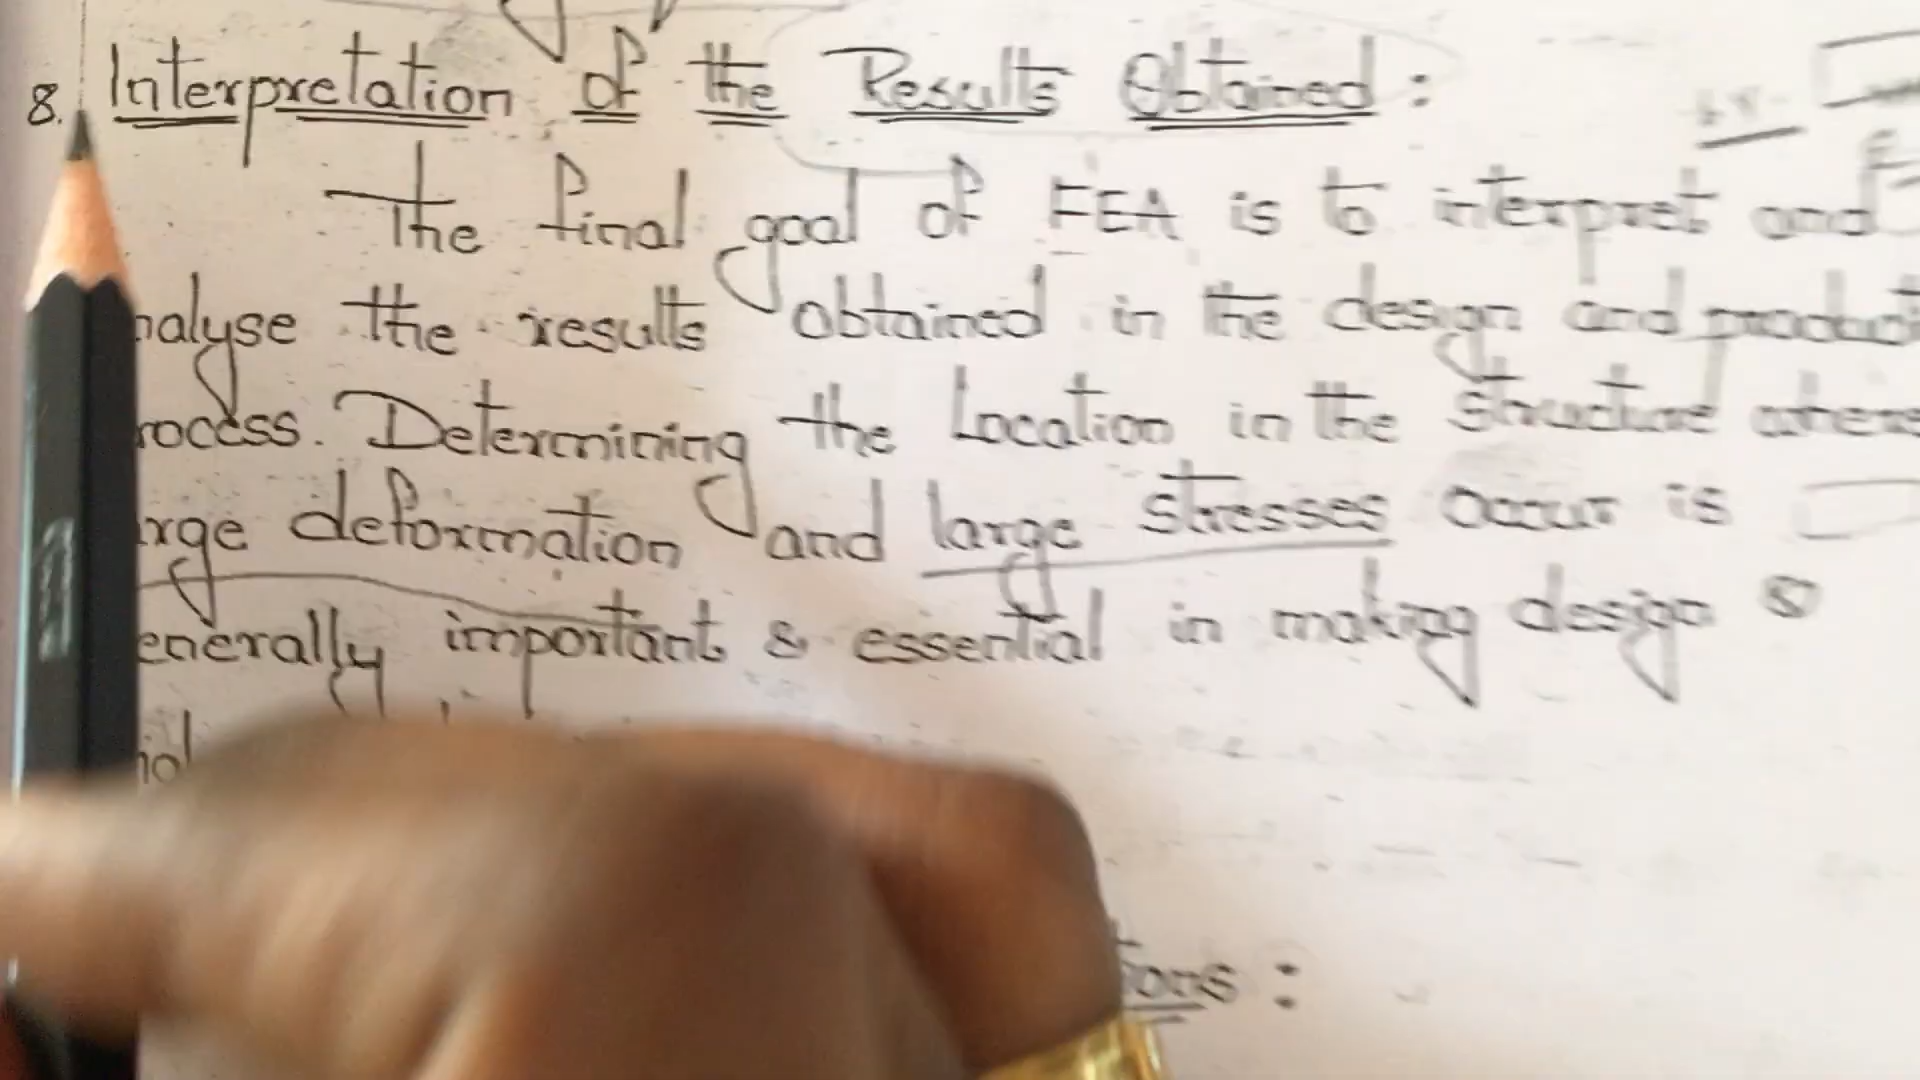 8. Interpretation of the Results Obtained :
The final goal of FEA is to interpret and
nalyse the results obtained in the design and product
rocess. Determining the Location in the structure where
rge deformation and large stresses occur is
enerally important & essential in making design &
tions :